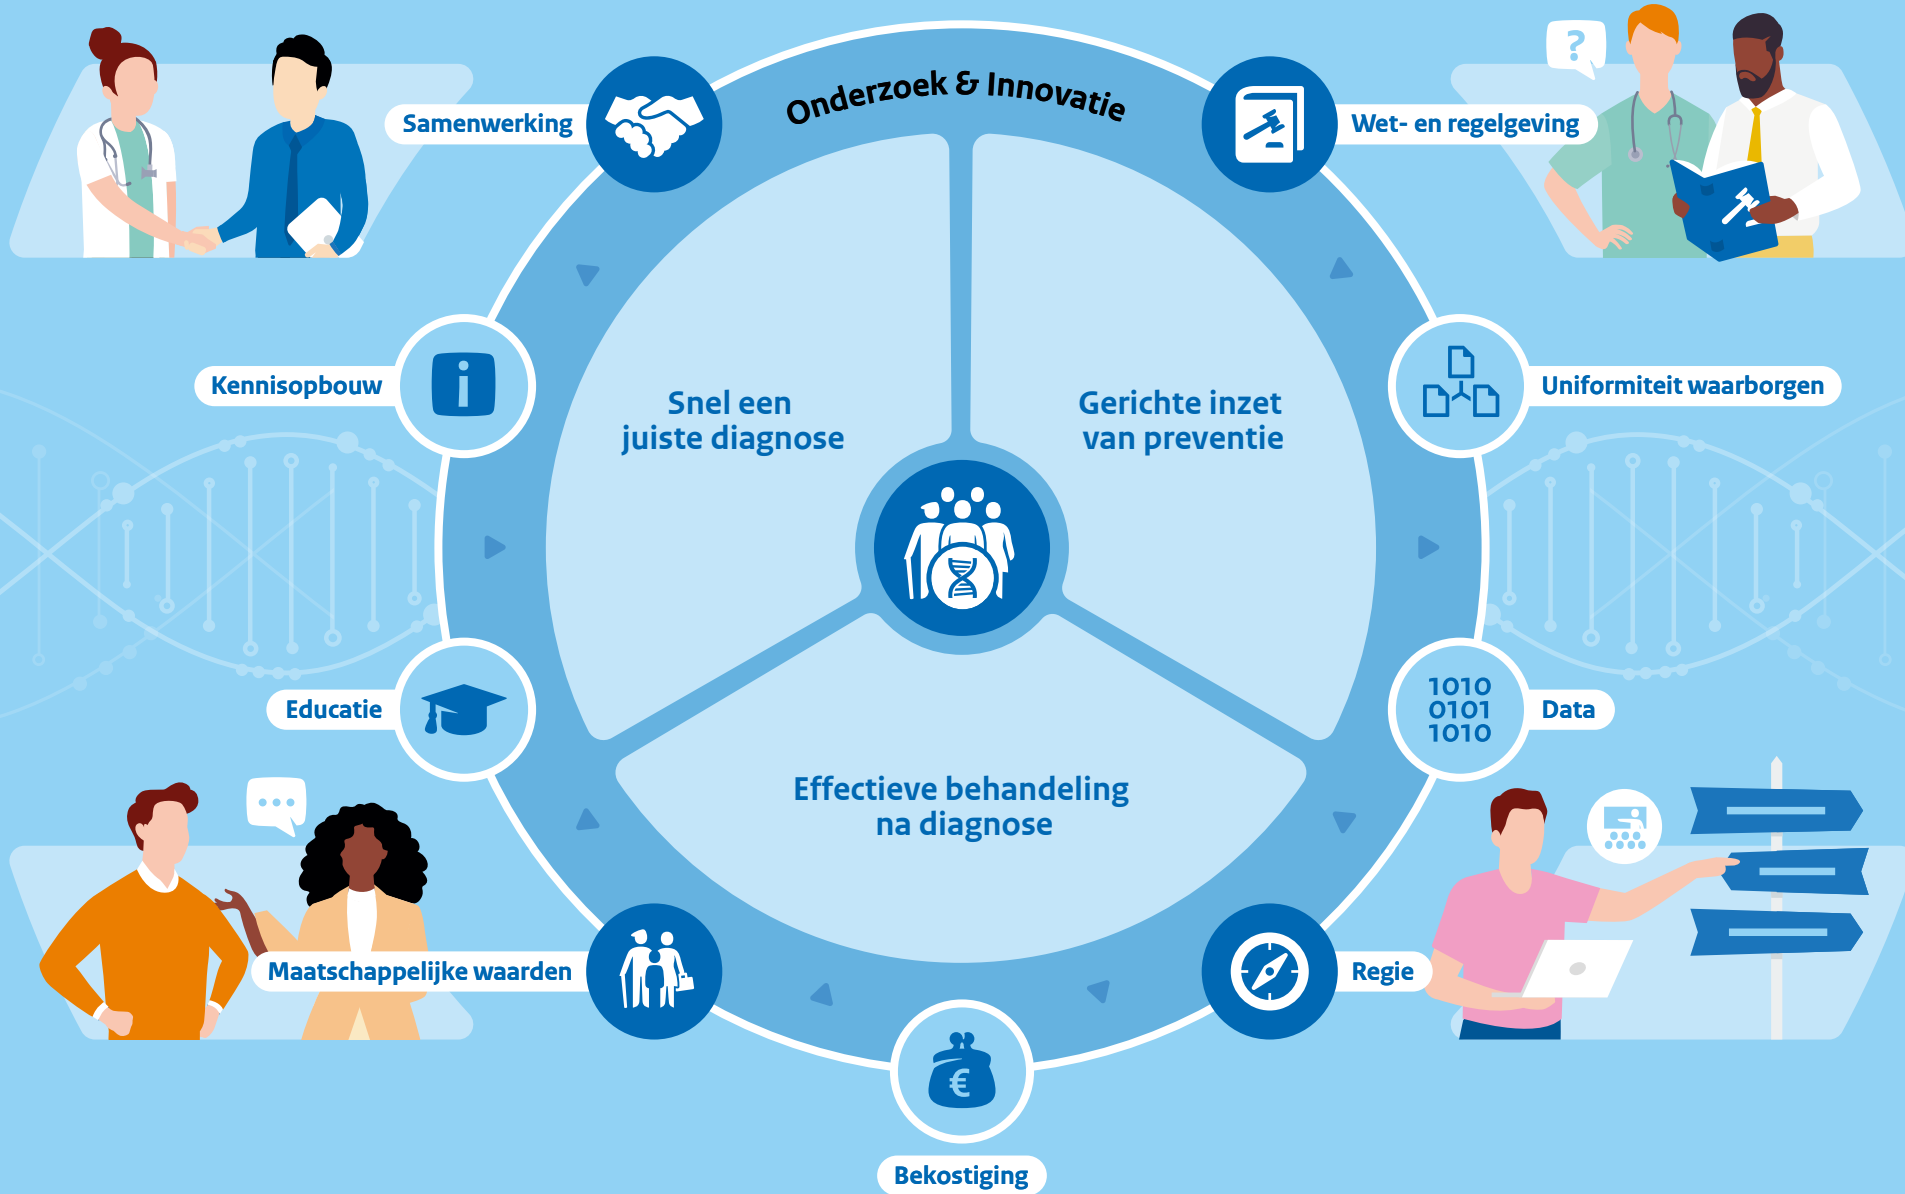 Onderzoek & Innovatie
Samenwerking
?
Wet- en regelgeving
Kennisopbouw
i
Uniformiteit waarborgen
Snel een
juiste diagnose
Gerichte inzet
van preventie
Educatie
1010
0101
1010
Data
Effectieve behandeling
na diagnose
Maatschappelijke waarden
Regie
€
Bekostiging